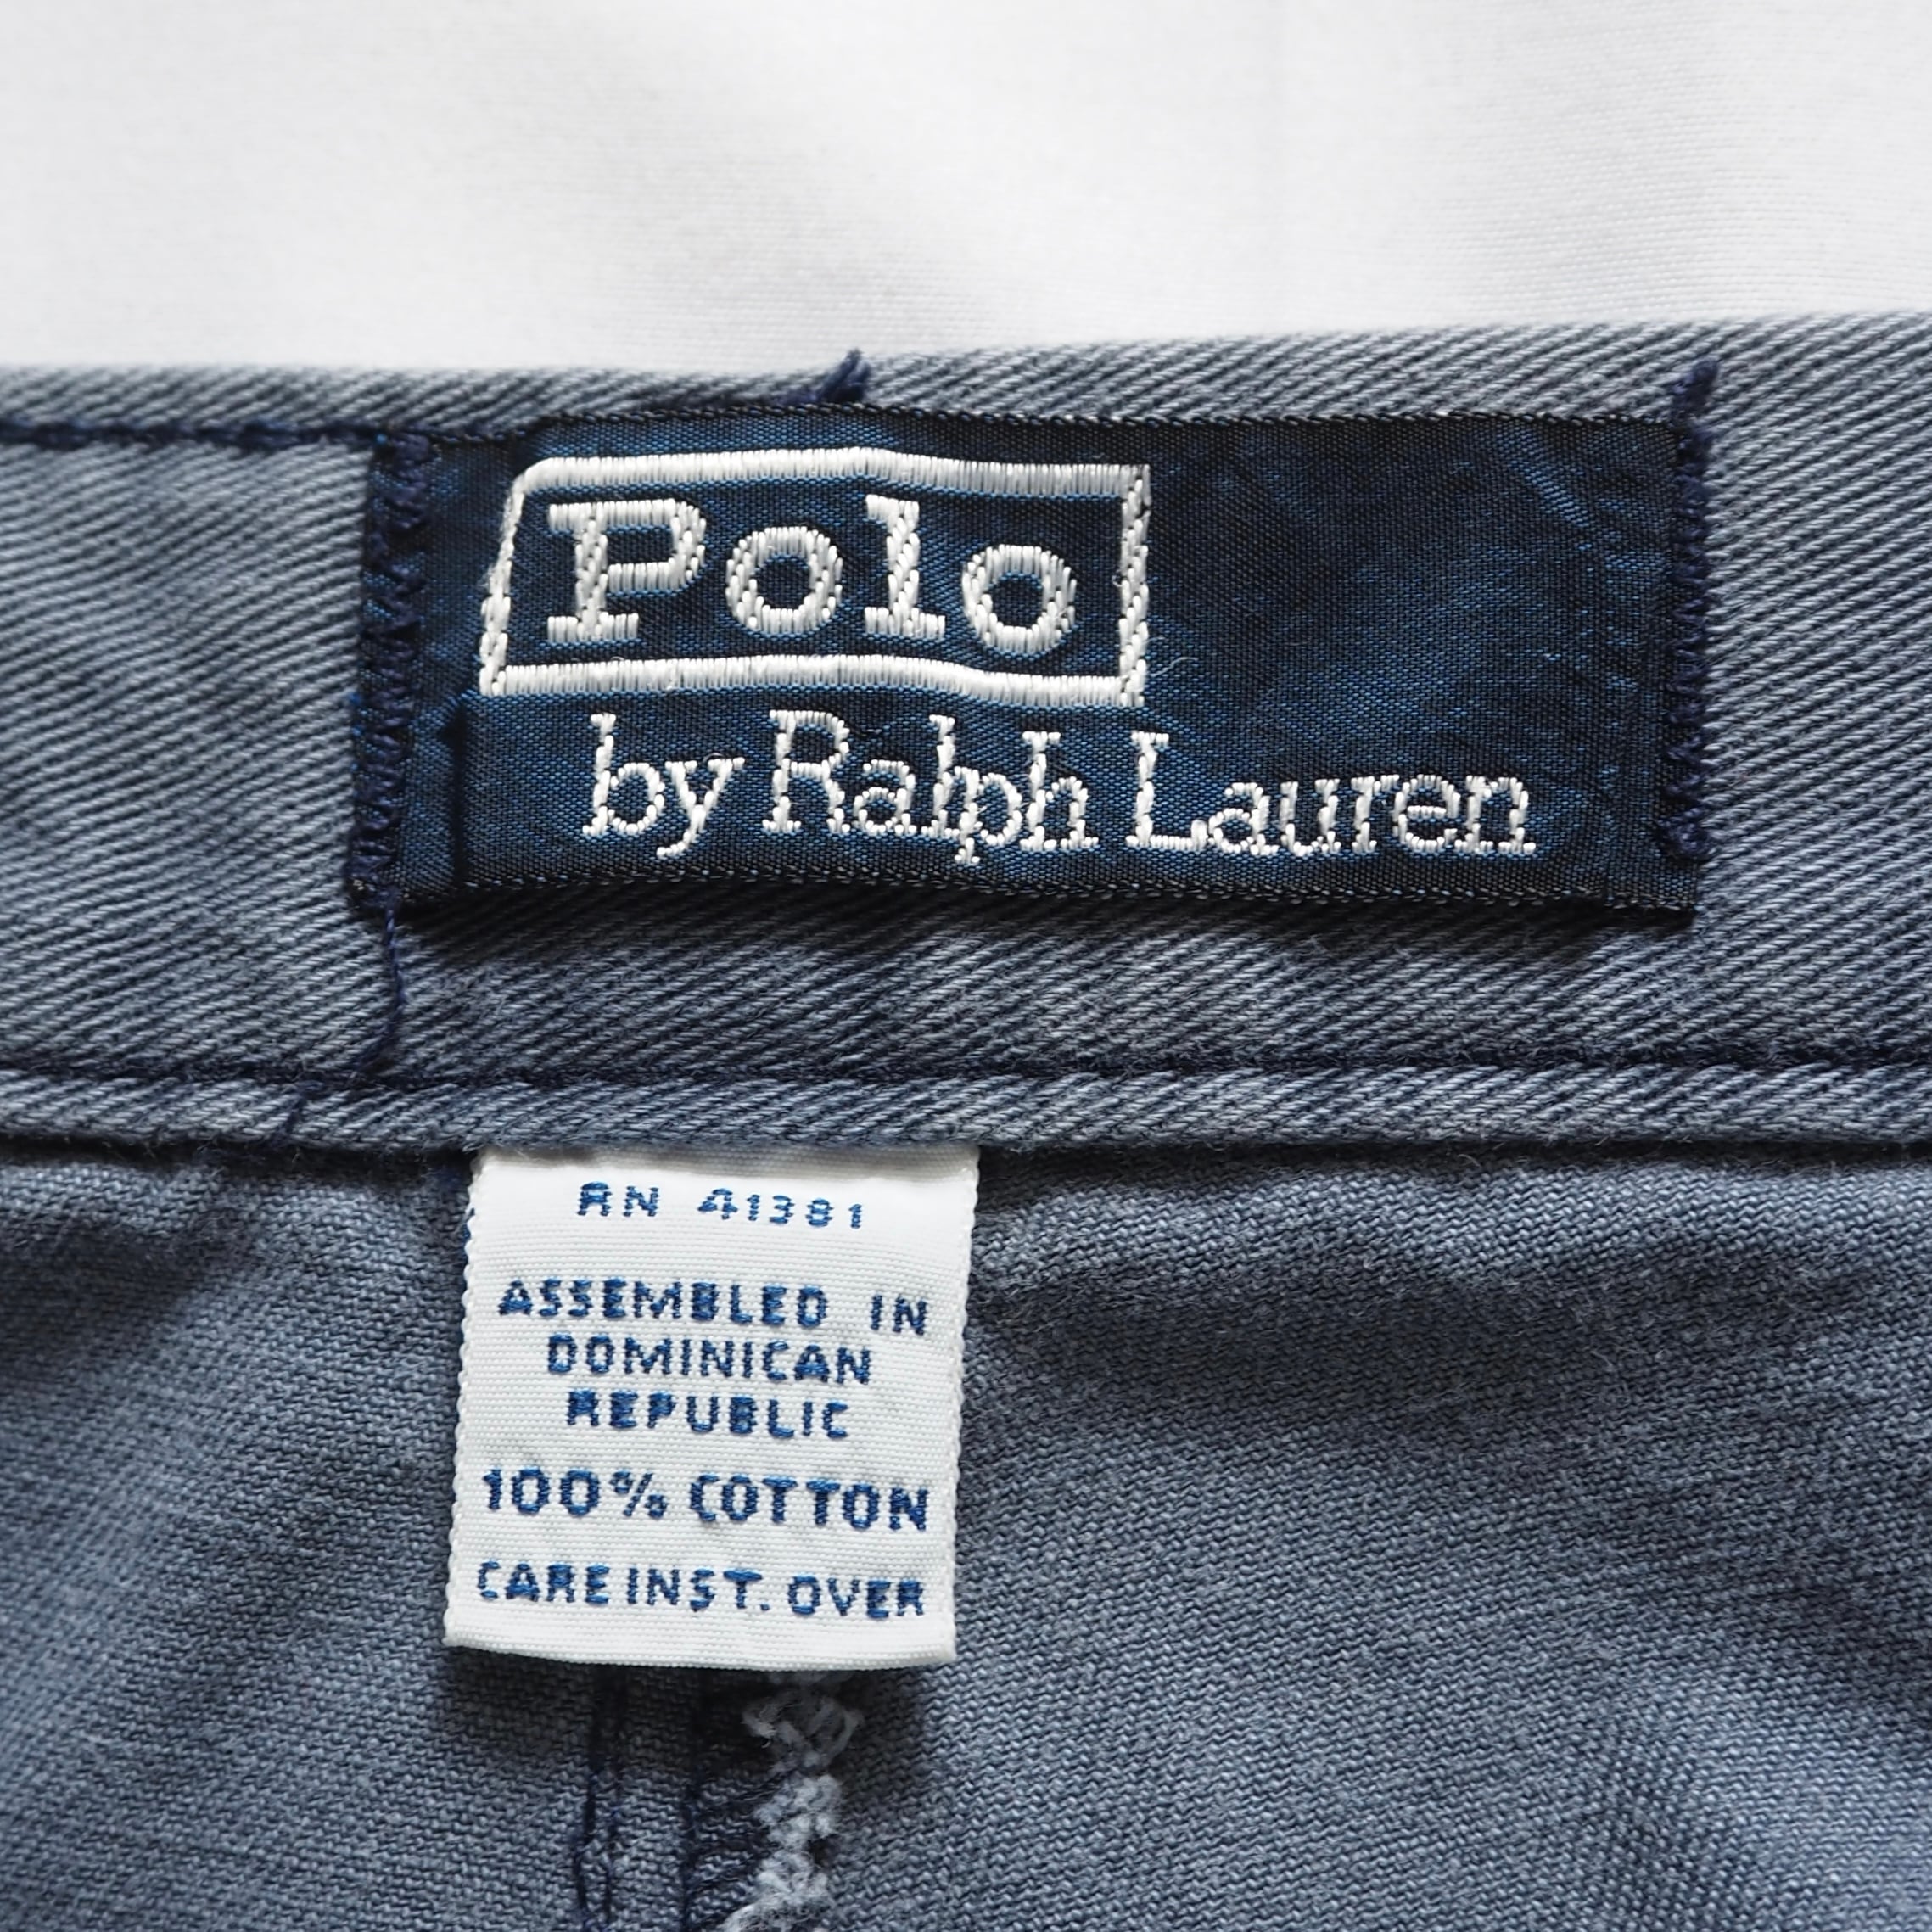 Polo
by Ralph Lauren
RN 41381
ASSEMBLED IN
DOMINICAN
REPUBLIC
100% COTTON
CARE INST. OVER